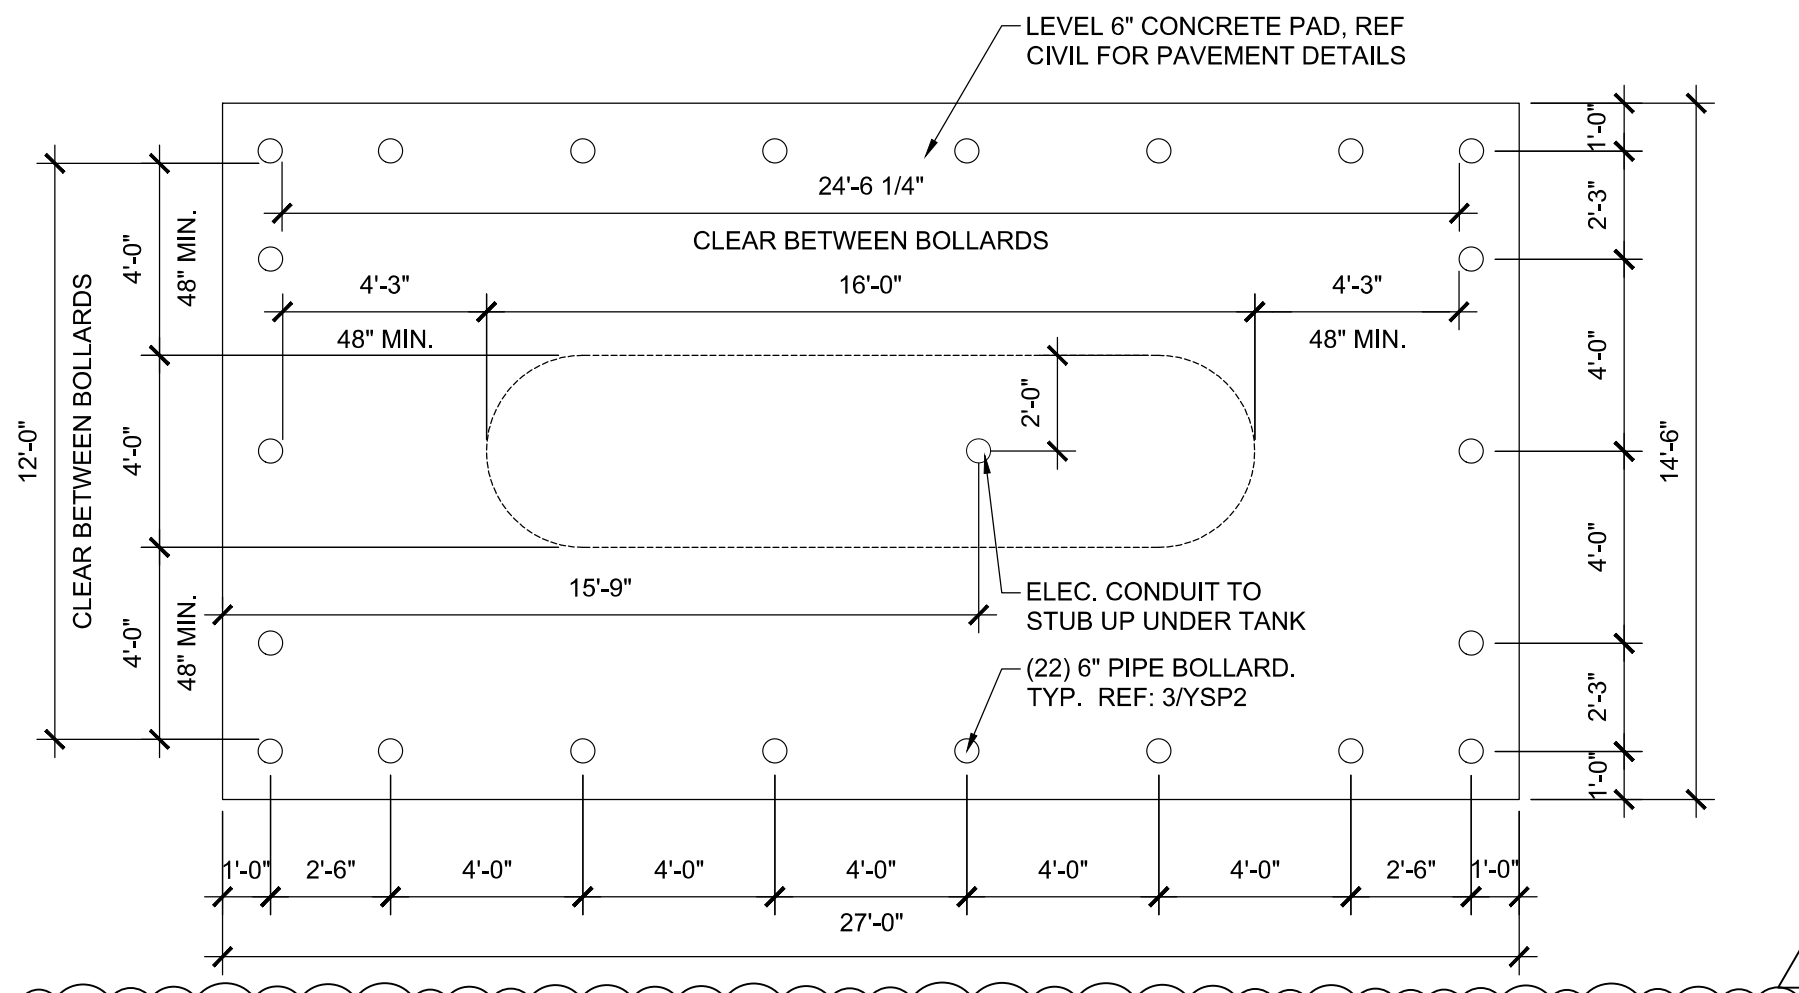 LEVEL 6" CONCRETE PAD, REF
CIVIL FOR PAVEMENT DETAILS
1'-0"
24'-6 1/4"
CLEAR BETWEEN BOLLARDS
2'-3"
4'-0"
48" MIN.
4'-3"
16'-0"
4'-3"
48" MIN.
48" MIN.
4'-0"
2'-0"
12'-0"
CLEAR BETWEEN BOLLARDS
4'-0"
14'-6"
4'-0"
15'-9"
ELEC. CONDUIT TO
STUB UP UNDER TANK
4'-0"
48" MIN.
(22) 6" PIPE BOLLARD.
TYP. REF: 3/YSP2
2'-3"
1'-0"
1'-0"
2'-6"
4'-0"
4'-0"
4'-0"
4'-0"
4'-0"
2'-6"
1'-0"
27'-0"